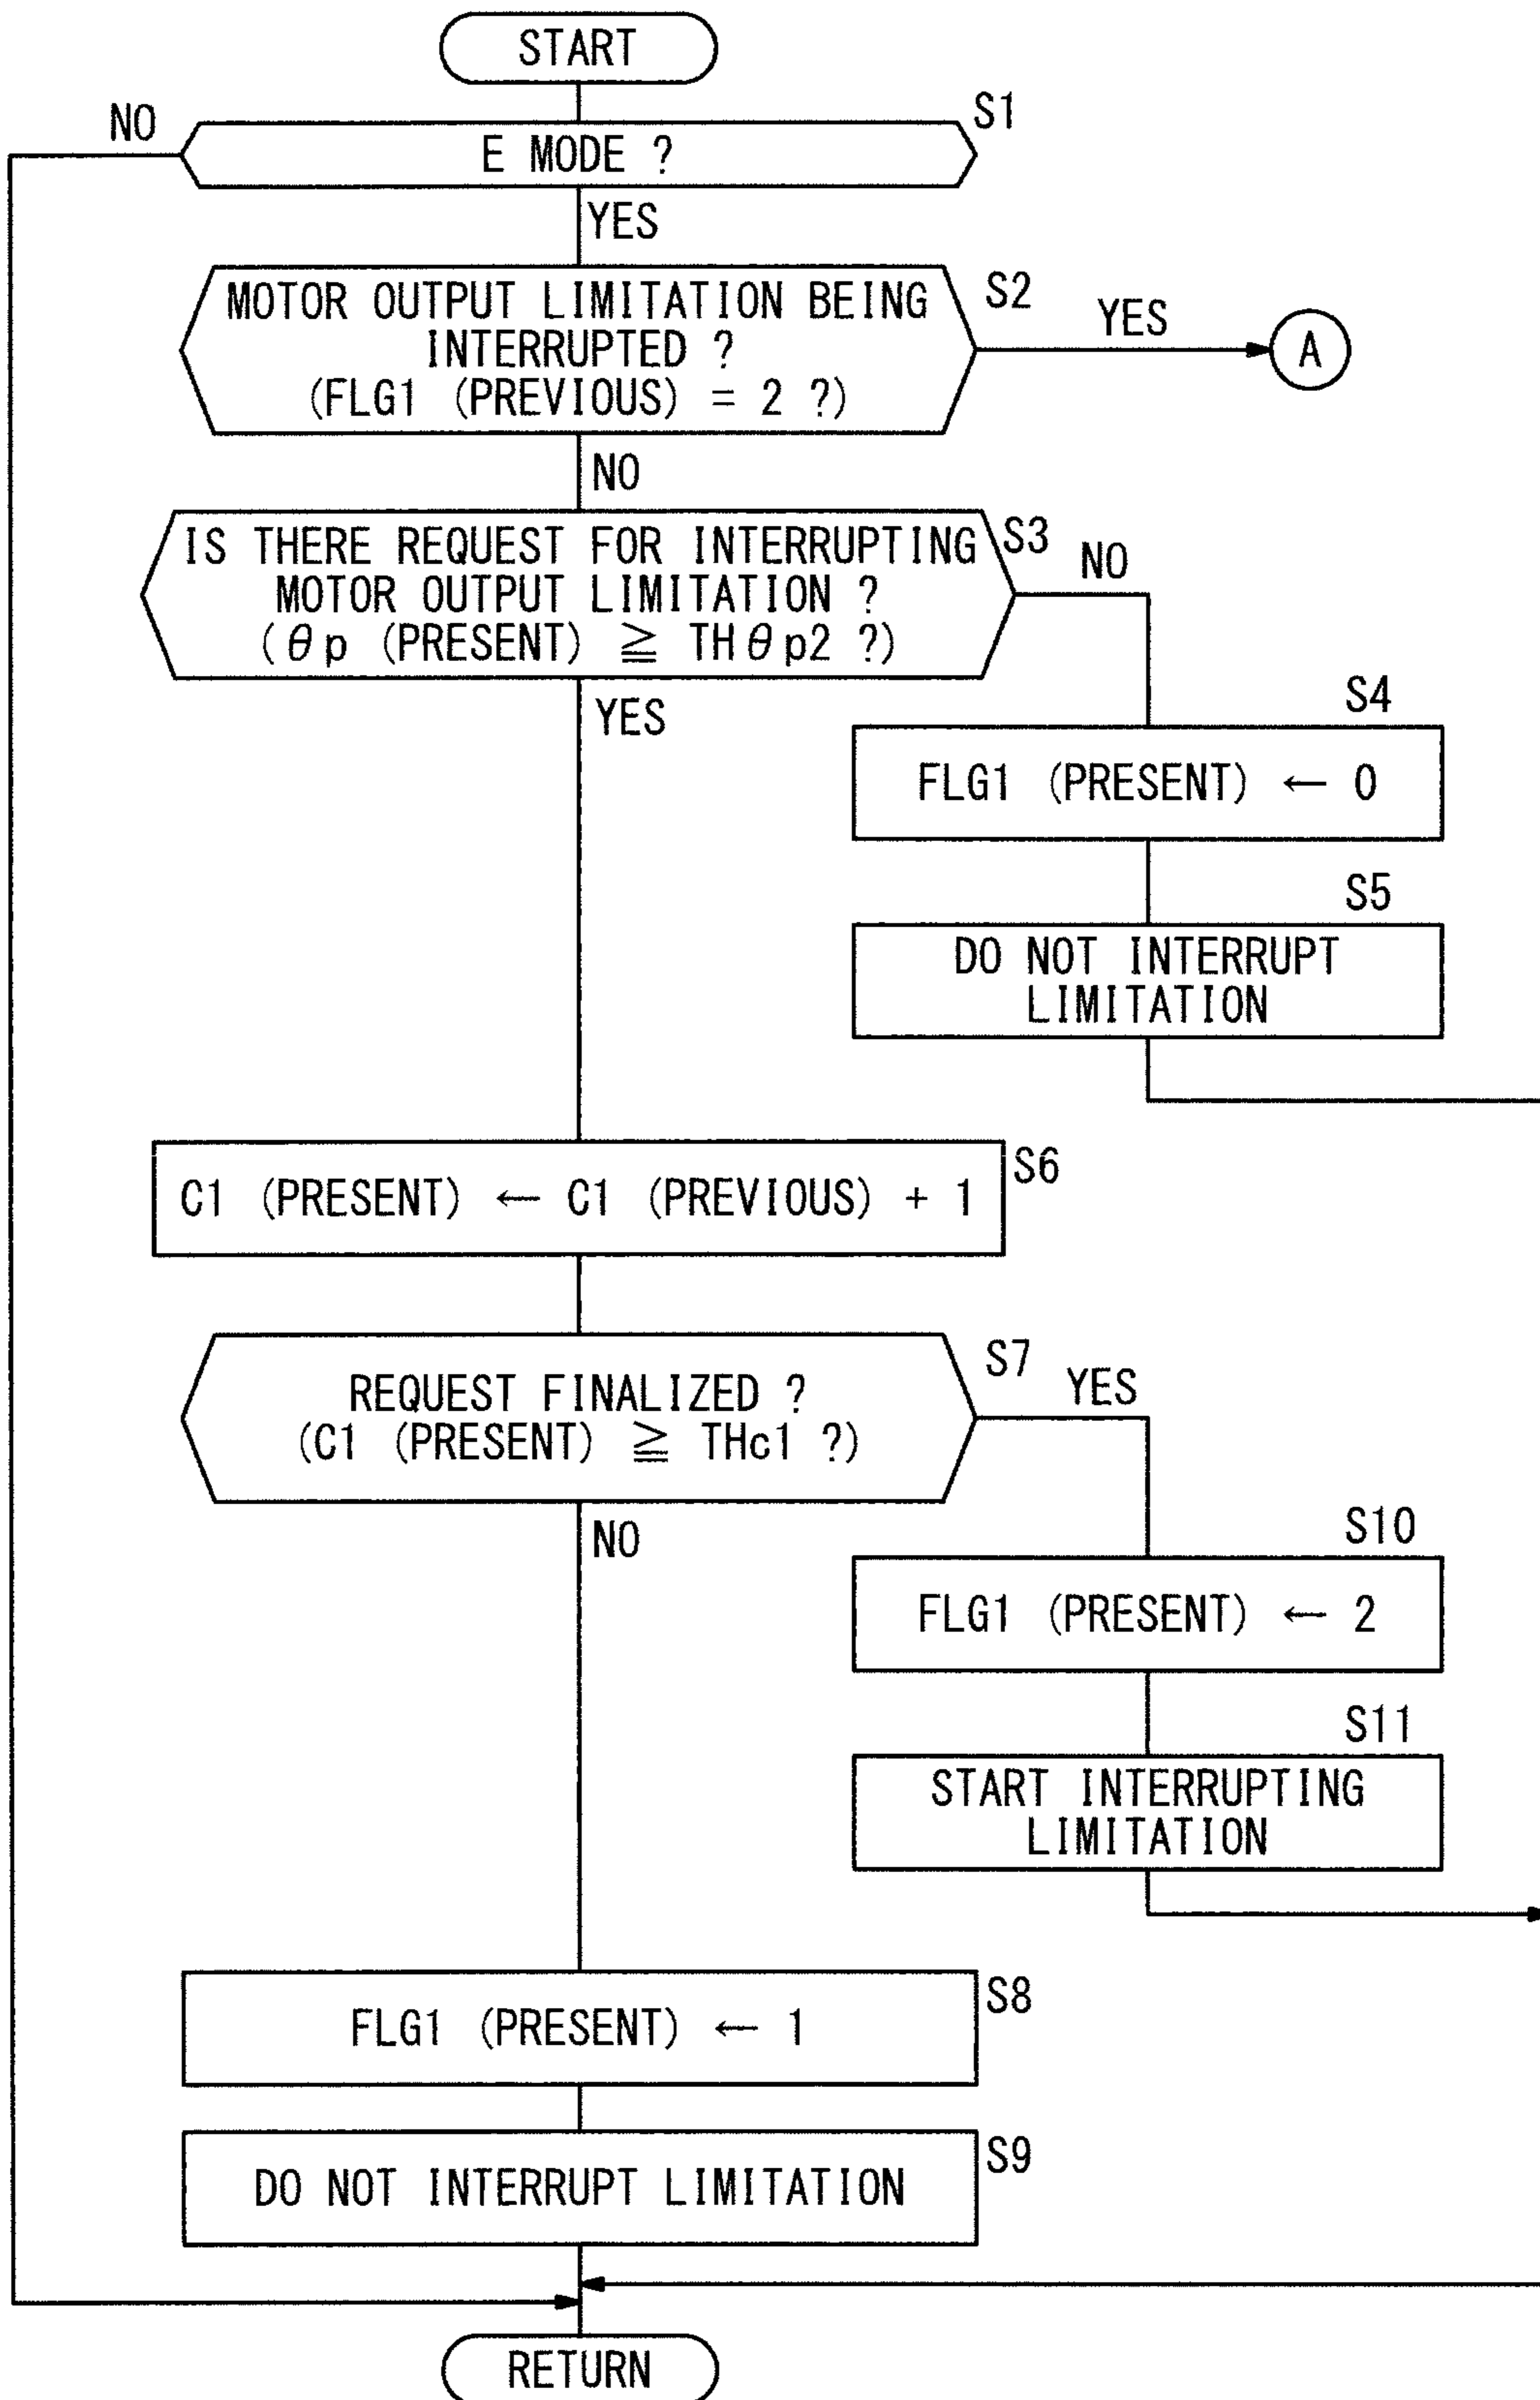 START
NO
S1
E MODE ?
YES
MOTOR OUTPUT LIMITATION BEING
INTERRUPTED ?
(FLG1 (PREVIOUS) = 2 ?)
S2
YES
A
NO
IS THERE REQUEST FOR INTERRUPTING
MOTOR OUTPUT LIMITATION ?
(θp (PRESENT) ≧ THθp2 ?)
S3
NO
YES
S4
FLG1 (PRESENT) ← 0
S5
DO NOT INTERRUPT
LIMITATION
C1 (PRESENT) ← C1 (PREVIOUS) + 1
S6
REQUEST FINALIZED ?
(C1 (PRESENT) ≧ THc1 ?)
S7
YES
NO
S10
FLG1 (PRESENT) ← 2
S11
START INTERRUPTING
LIMITATION
FLG1 (PRESENT) ← 1
S8
DO NOT INTERRUPT LIMITATION
S9
RETURN